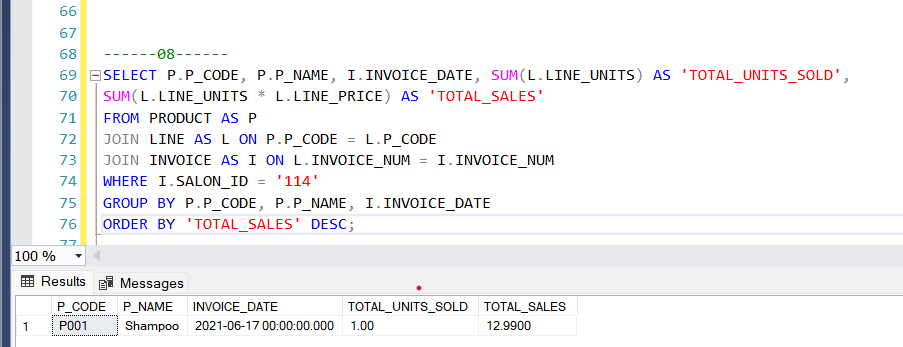 66
67
68 ------08------
69 SELECT P.P_CODE, P.P_NAME, I.INVOICE_DATE, SUM(L.LINE_UNITS) AS 'TOTAL_UNITS_SOLD',
70 SUM(L.LINE_UNITS * L.LINE_PRICE) AS 'TOTAL_SALES'
71 FROM PRODUCT AS P
72 JOIN LINE AS L ON P.P_CODE = L.P_CODE
73 JOIN INVOICE AS I ON L.INVOICE_NUM = I.INVOICE_NUM
74 WHERE I.SALON_ID = '114'
75 GROUP BY P.P_CODE, P.P_NAME, I.INVOICE_DATE
76 ORDER BY 'TOTAL_SALES' DESC;
77
100 %
Results Messages
P_CODE P_NAME INVOICE_DATE TOTAL_UNITS_SOLD TOTAL_SALES
1 P001 Shampoo 2021-06-17 00:00:00.000 1.00 12.9900